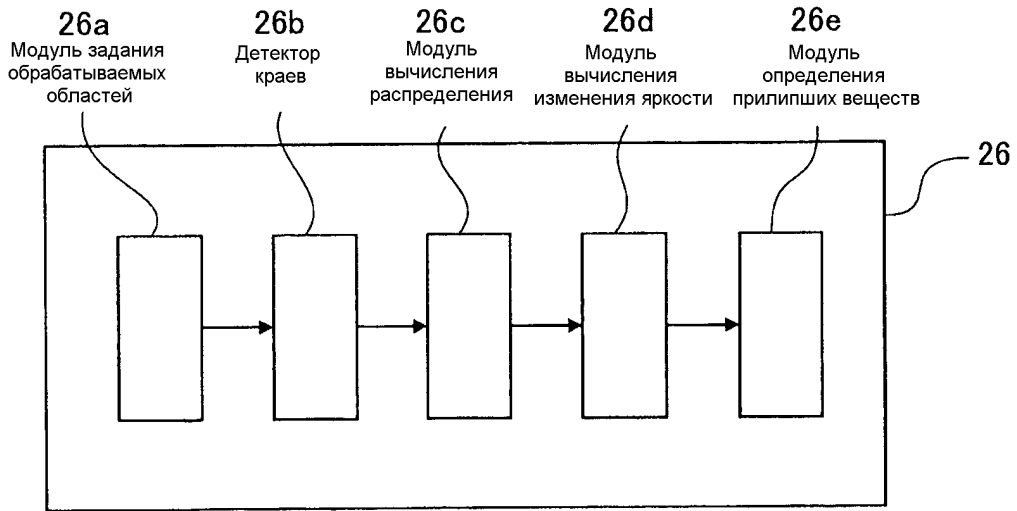 26a
Модуль задания
обрабатываемых
областей
26b
Детектор
краев
26c
Модуль
вычисления
распределения
26d
Модуль
вычисления
изменения яркости
26e
Модуль
определения
прилипших веществ
26